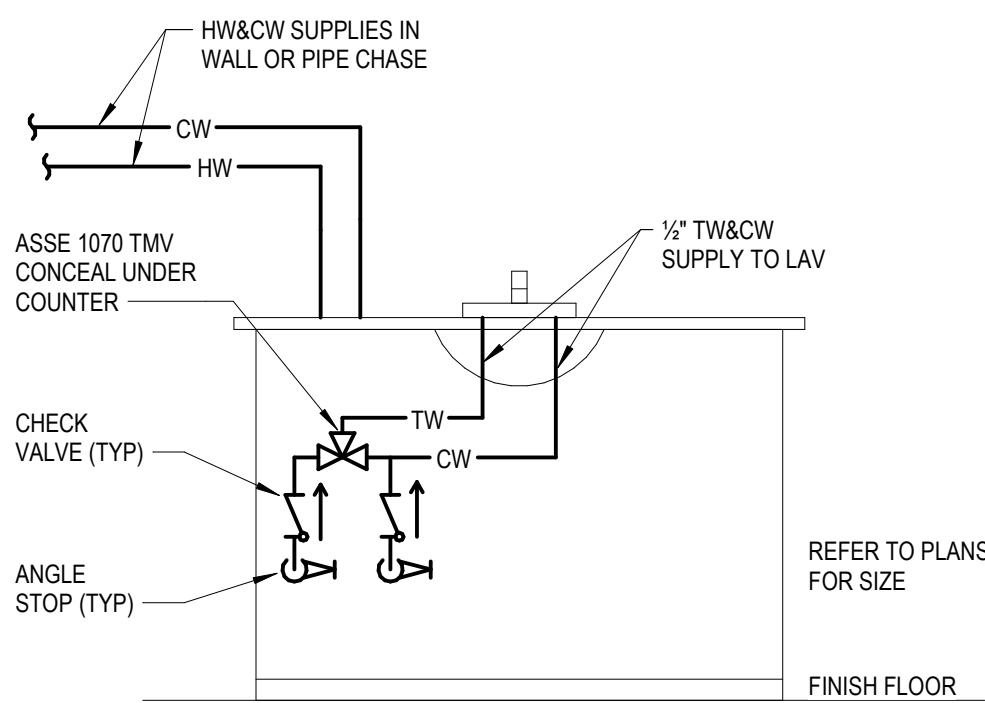 HW&CW SUPPLIES IN
WALL OR PIPE CHASE
CW
HW
ASSE 1070 TMV
CONCEAL UNDER
COUNTER
½" TW&CW
SUPPLY TO LAV
TW
CW
CHECK
VALVE (TYP)
ANGLE
STOP (TYP)
REFER TO PLANS
FOR SIZE
FINISH FLOOR